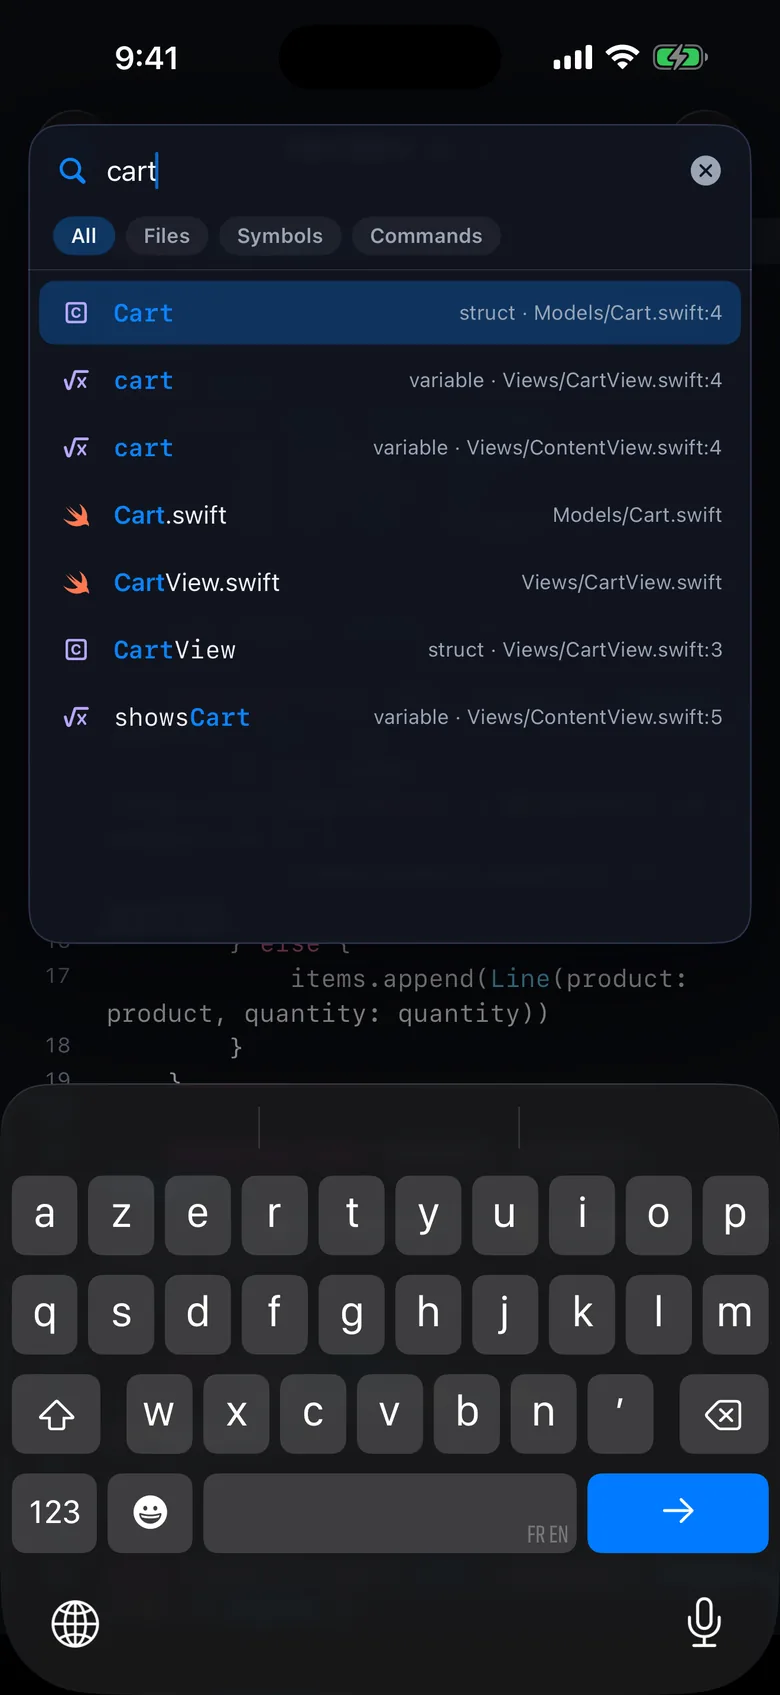 9:41
cart
All Files Symbols Commands
C Cart struct · Models/Cart.swift:4
√x cart variable · Views/CartView.swift:4
√x cart variable · Views/ContentView.swift:4
Cart.swift Models/Cart.swift
CartView.swift Views/CartView.swift
C CartView struct · Views/CartView.swift:3
√x showsCart variable · Views/ContentView.swift:5
} else {
17 items.append(Line(product:
product, quantity: quantity))
18 }
19 }
a z e r t y u i o p
q s d f g h j k l m
w x c v b n ’
123 FR EN